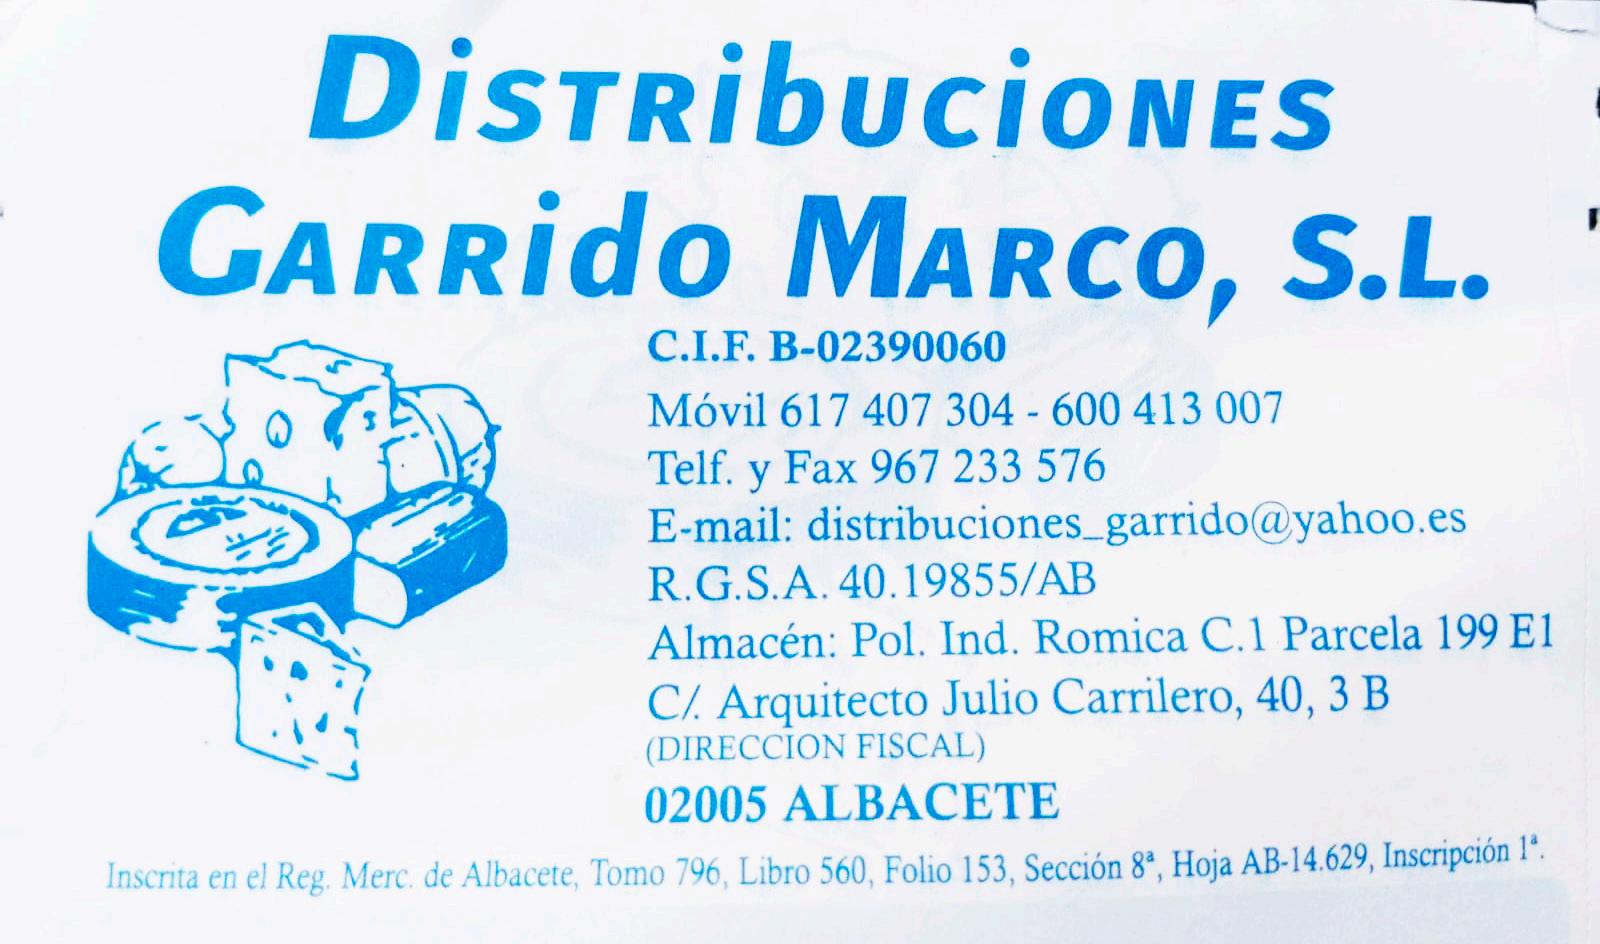 Distribuciones
Garrido Marco, S.L.
C.I.F. B-02390060
Móvil 617 407 304 - 600 413 007
Telf. y Fax 967 233 576
E-mail: distribuciones_garrido@yahoo.es
R.G.S.A. 40.19855/AB
Almacén: Pol. Ind. Romica C.1 Parcela 199 E1
C/. Arquitecto Julio Carrilero, 40, 3 B
(DIRECCION FISCAL)
02005 ALBACETE
Inscrita en el Reg. Merc. de Albacete, Tomo 796, Libro 560, Folio 153, Sección 8ª, Hoja AB-14.629, Inscripción 1ª.